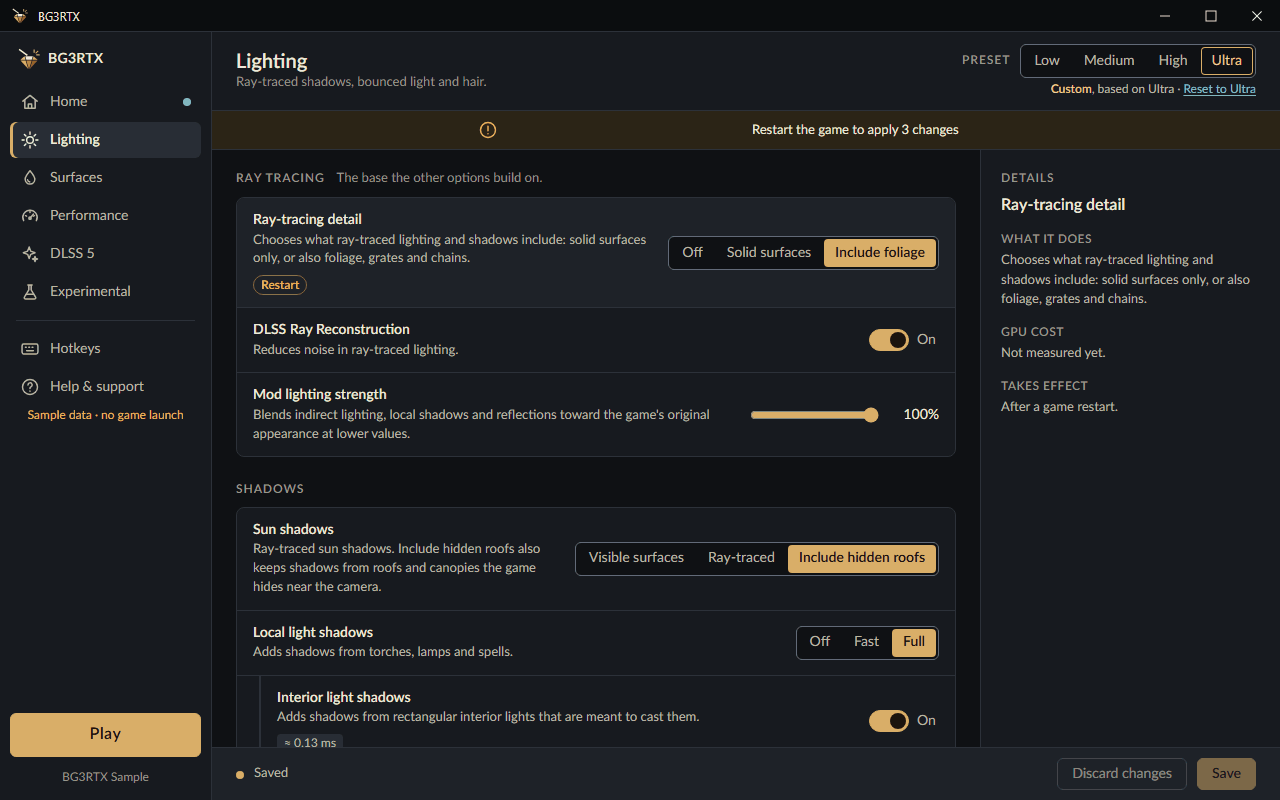 BG3RTX
BG3RTX
Home
Lighting
Surfaces
Performance
DLSS 5
Experimental
Hotkeys
Help & support
Sample data · no game launch
Play
BG3RTX Sample
Lighting
Ray-traced shadows, bounced light and hair.
PRESET
Low
Medium
High
Ultra
Custom, based on Ultra · Reset to Ultra
Restart the game to apply 3 changes
RAY TRACING The base the other options build on.
Ray-tracing detail
Chooses what ray-traced lighting and shadows include: solid surfaces
only, or also foliage, grates and chains.
Restart
Off
Solid surfaces
Include foliage
DLSS Ray Reconstruction
Reduces noise in ray-traced lighting.
On
Mod lighting strength
Blends indirect lighting, local shadows and reflections toward the game's original
appearance at lower values.
100%
SHADOWS
Sun shadows
Ray-traced sun shadows. Include hidden roofs also
keeps shadows from roofs and canopies the game
hides near the camera.
Visible surfaces
Ray-traced
Include hidden roofs
Local light shadows
Adds shadows from torches, lamps and spells.
Off
Fast
Full
Interior light shadows
Adds shadows from rectangular interior lights that are meant to cast them.
≈ 0.13 ms
On
DETAILS
Ray-tracing detail
WHAT IT DOES
Chooses what ray-traced lighting and
shadows include: solid surfaces only, or also
foliage, grates and chains.
GPU COST
Not measured yet.
TAKES EFFECT
After a game restart.
Saved
Discard changes
Save